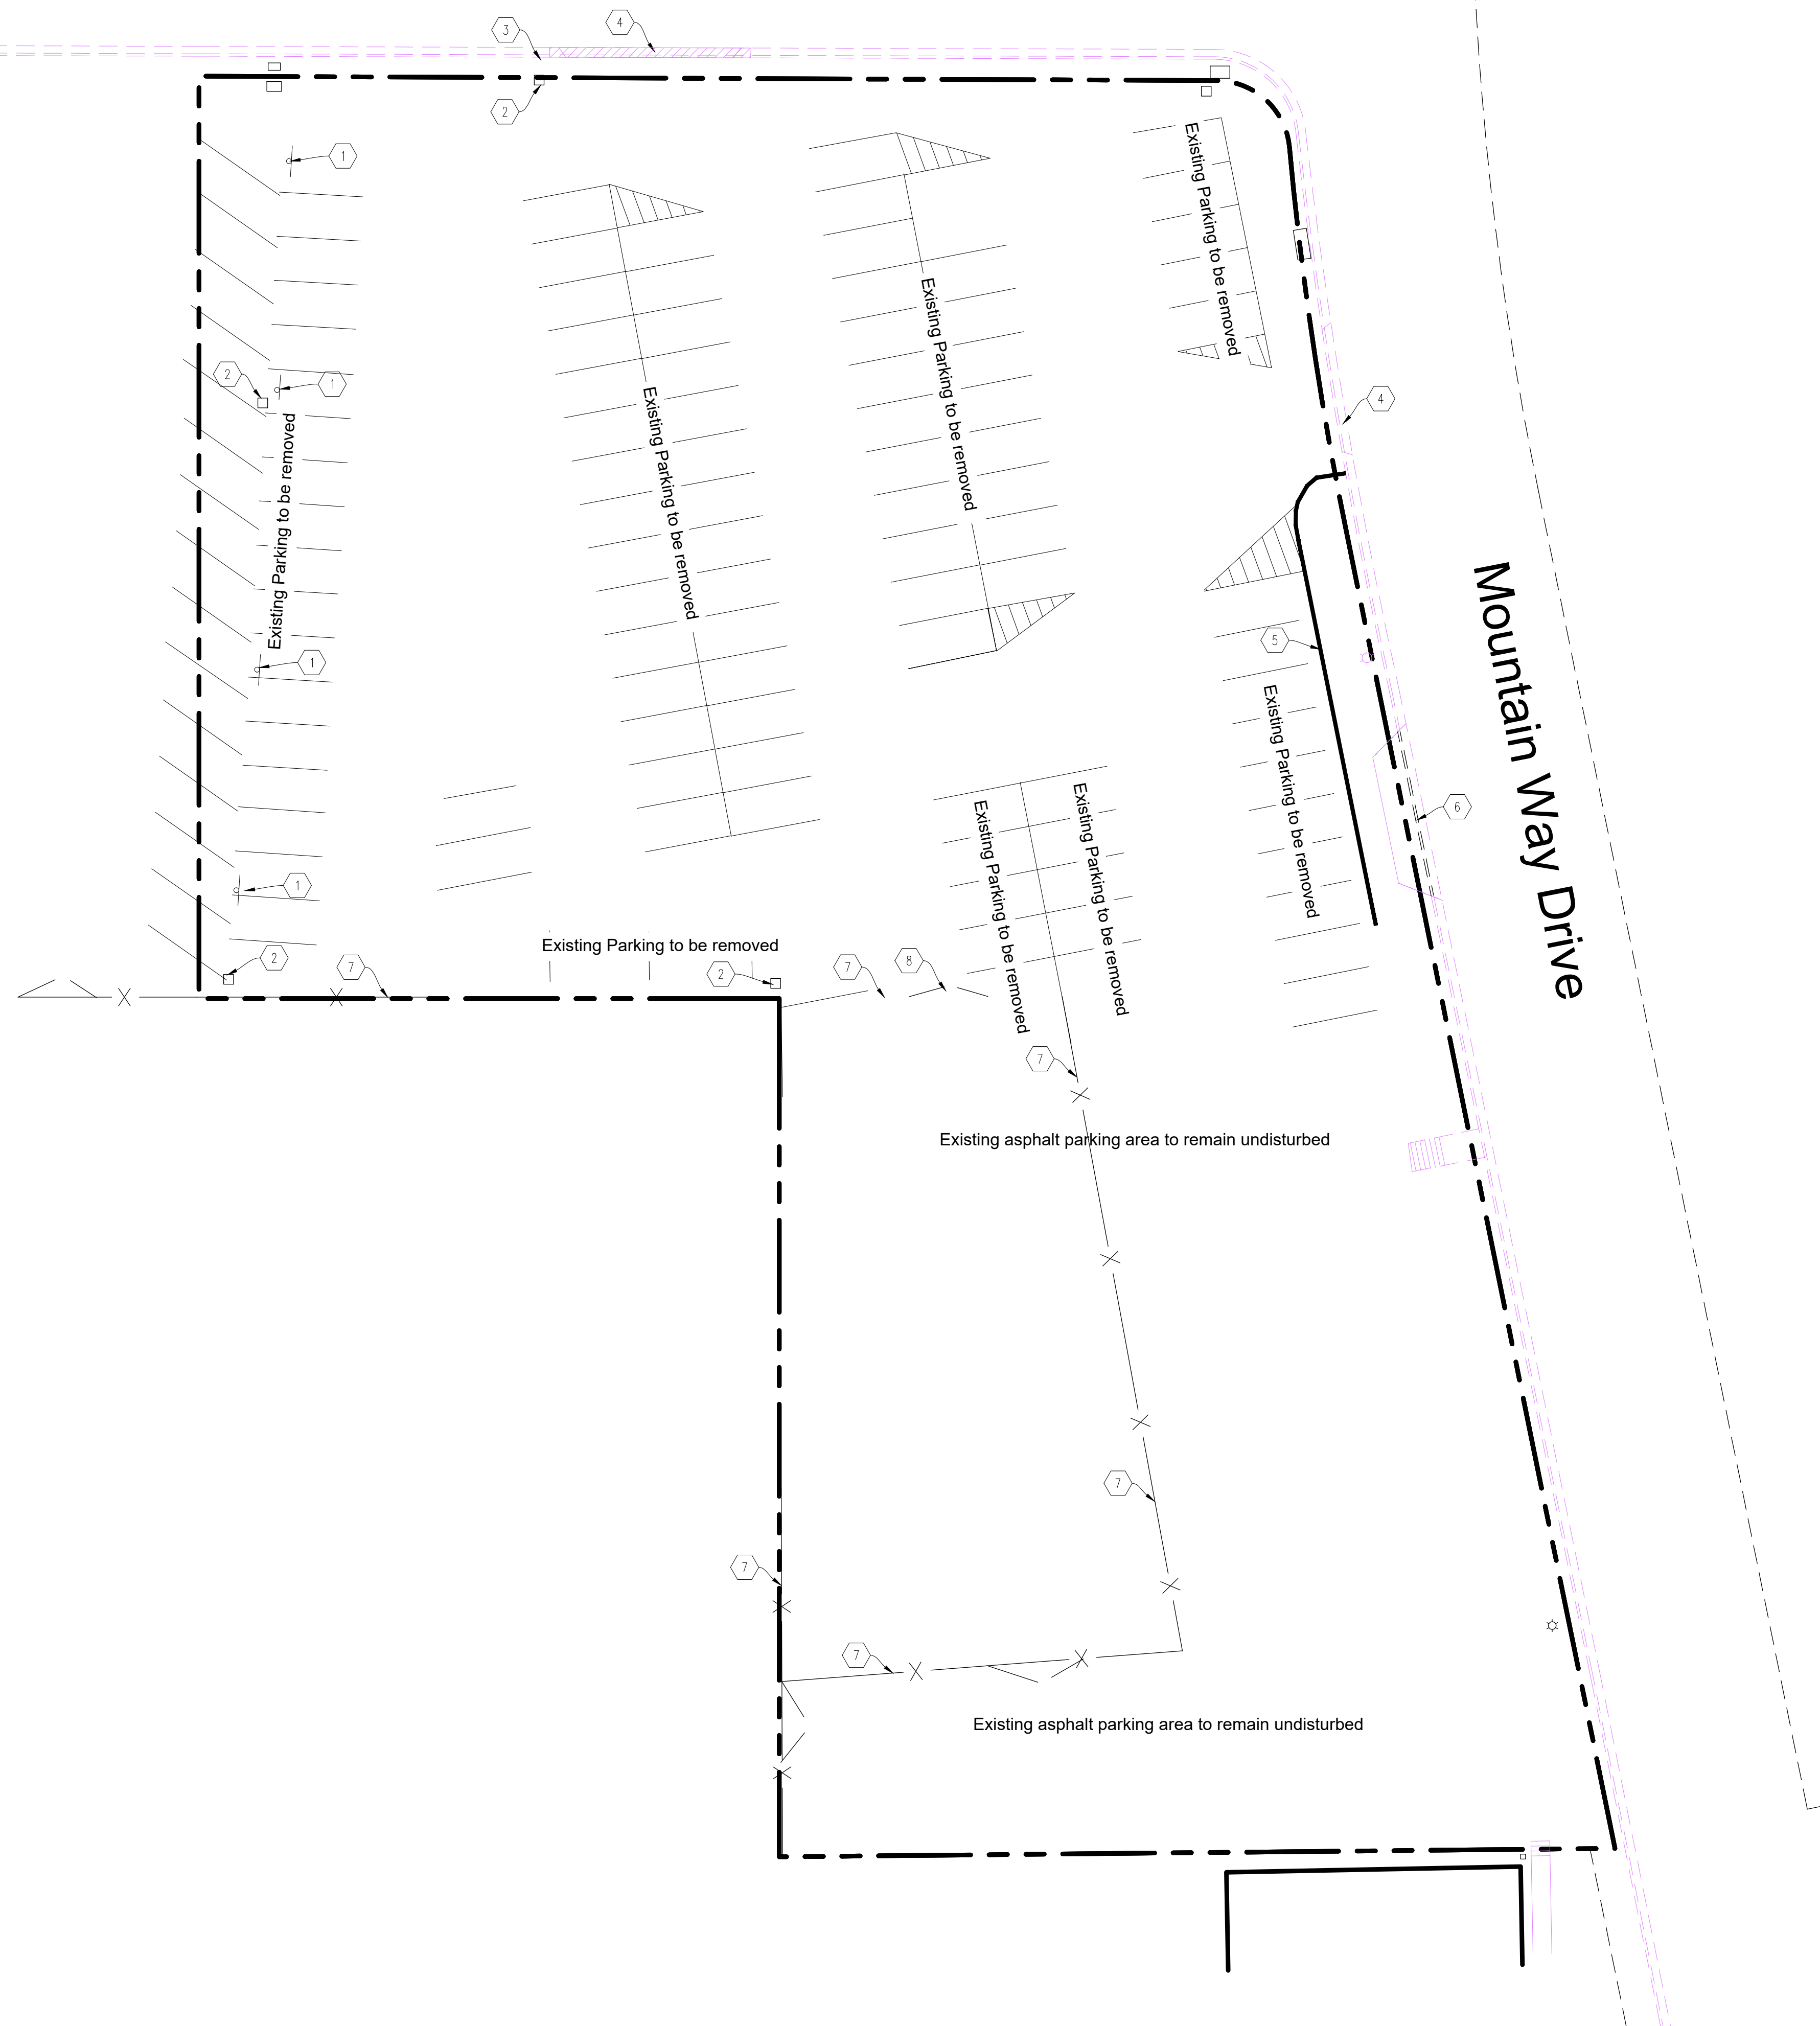 3
4
2
1
Existing Parking to be removed
Existing Parking to be removed
Existing Parking to be removed
Existing Parking to be removed
2
1
4
5
1
Existing Parking to be removed
Mountain Way Drive
6
1
Existing Parking to be removed
Existing Parking to be removed
Existing Parking to be removed
2
7
2
7
8
7
Existing asphalt parking area to remain undisturbed
7
7
7
Existing asphalt parking area to remain undisturbed